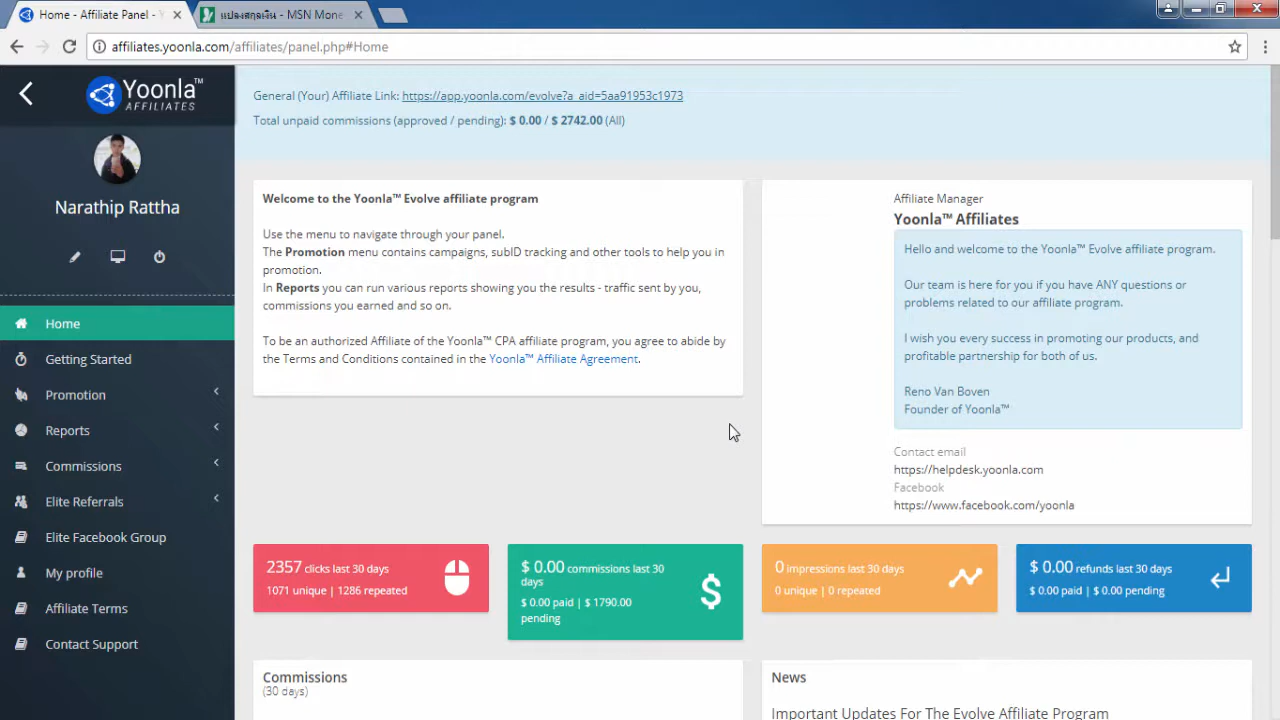 Home - Affiliate Panel - Y
แปลงสกุลเงิน - MSN Mone
affiliates.yoonla.com/affiliates/panel.php#Home
Yoonla™
AFFILIATES
Narathip Rattha
Home
Getting Started
Promotion
Reports
Commissions
Elite Referrals
Elite Facebook Group
My profile
Affiliate Terms
Contact Support
General (Your) Affiliate Link: https://app.yoonla.com/evolve?a_aid=5aa91953c1973
Total unpaid commissions (approved / pending): $ 0.00 / $ 2742.00 (All)
Welcome to the Yoonla™ Evolve affiliate program
Use the menu to navigate through your panel.
The Promotion menu contains campaigns, subID tracking and other tools to help you in
promotion.
In Reports you can run various reports showing you the results - traffic sent by you,
commissions you earned and so on.
To be an authorized Affiliate of the Yoonla™ CPA affiliate program, you agree to abide by
the Terms and Conditions contained in the Yoonla™ Affiliate Agreement.
Affiliate Manager
Yoonla™ Affiliates
Hello and welcome to the Yoonla™ Evolve affiliate program.
Our team is here for you if you have ANY questions or
problems related to our affiliate program.
I wish you every success in promoting our products, and
profitable partnership for both of us.
Reno Van Boven
Founder of Yoonla™
Contact email
https://helpdesk.yoonla.com
Facebook
https://www.facebook.com/yoonla
2357 clicks last 30 days
1071 unique | 1286 repeated
$ 0.00 commissions last 30
days
$ 0.00 paid | $ 1790.00
pending
0 impressions last 30 days
0 unique | 0 repeated
$ 0.00 refunds last 30 days
$ 0.00 paid | $ 0.00 pending
Commissions
(30 days)
News
Important Updates For The Evolve Affiliate Program